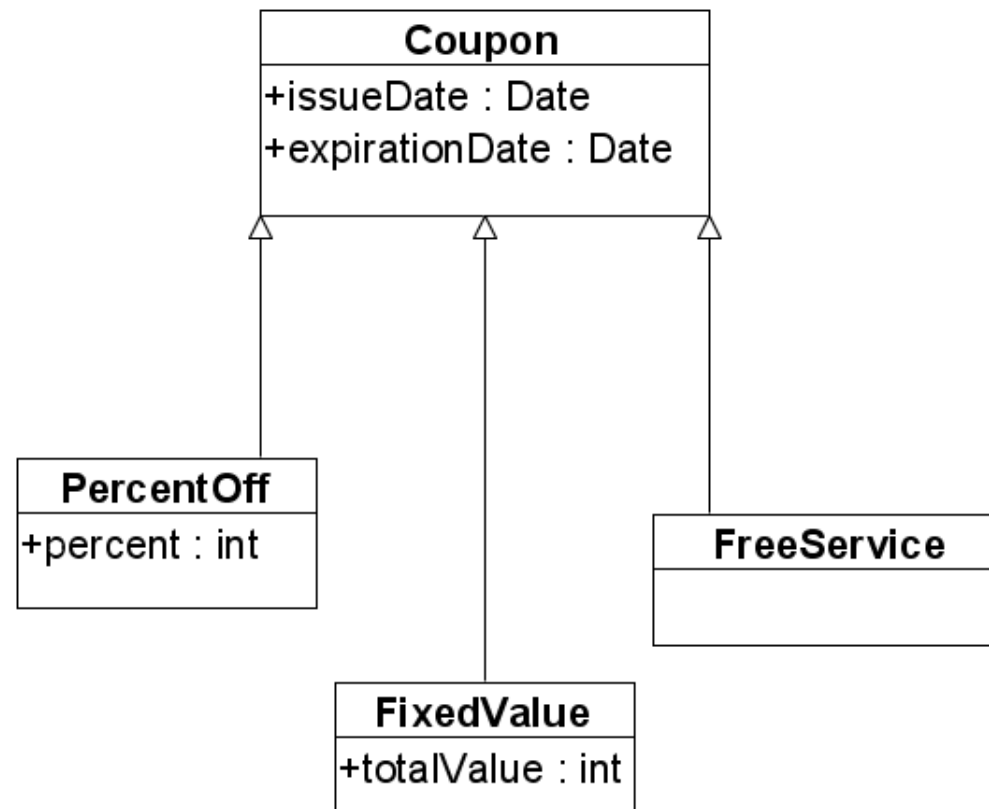 Coupon
+issueDate : Date
+expirationDate : Date
PercentOff
+percent : int
FreeService
FixedValue
+totalValue : int